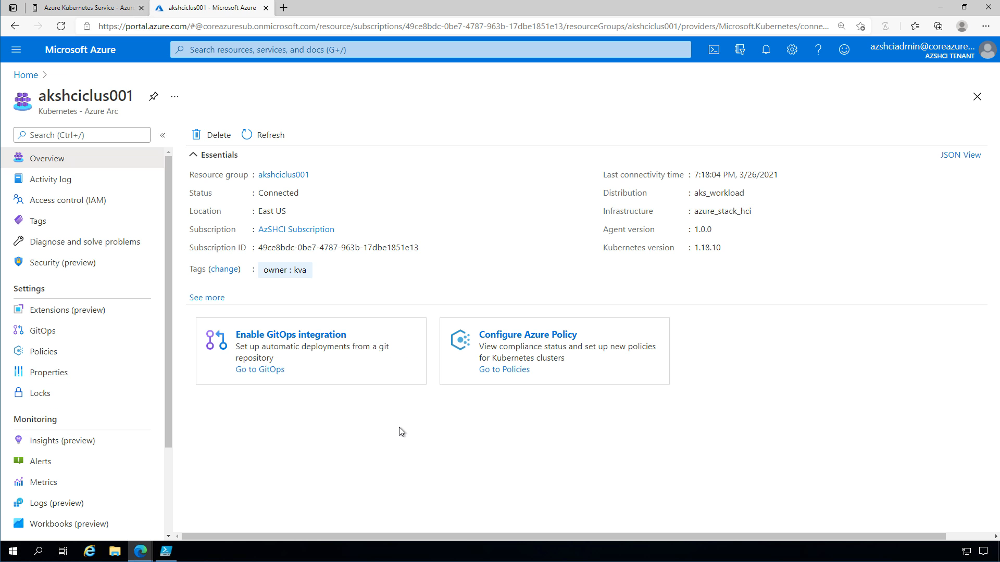 Azure Kubernetes Service - Azure
akshciclus001 - Microsoft Azure
https://portal.azure.com/#@coreazuresub.onmicrosoft.com/resource/subscriptions/49ce8bdc-0be7-4787-963b-17dbe1851e13/resourceGroups/akshciclus001/providers/Microsoft.Kubernetes/conne...
Microsoft Azure
Search resources, services, and docs (G+/)
azshciadmin@coreazure...
AZSHCI TENANT
Home
akshciclus001
Kubernetes - Azure Arc
Search (Ctrl+/)
Overview
Activity log
Access control (IAM)
Tags
Diagnose and solve problems
Security (preview)
Settings
Extensions (preview)
GitOps
Policies
Properties
Locks
Monitoring
Insights (preview)
Alerts
Metrics
Logs (preview)
Workbooks (preview)
Delete
Refresh
Essentials
JSON View
Resource group : akshciclus001
Status : Connected
Location : East US
Subscription : AzSHCI Subscription
Subscription ID : 49ce8bdc-0be7-4787-963b-17dbe1851e13
Tags (change) : owner : kva
Last connectivity time : 7:18:04 PM, 3/26/2021
Distribution : aks_workload
Infrastructure : azure_stack_hci
Agent version : 1.0.0
Kubernetes version : 1.18.10
See more
Enable GitOps integration
Set up automatic deployments from a git
repository
Go to GitOps
Configure Azure Policy
View compliance status and set up new policies
for Kubernetes clusters
Go to Policies